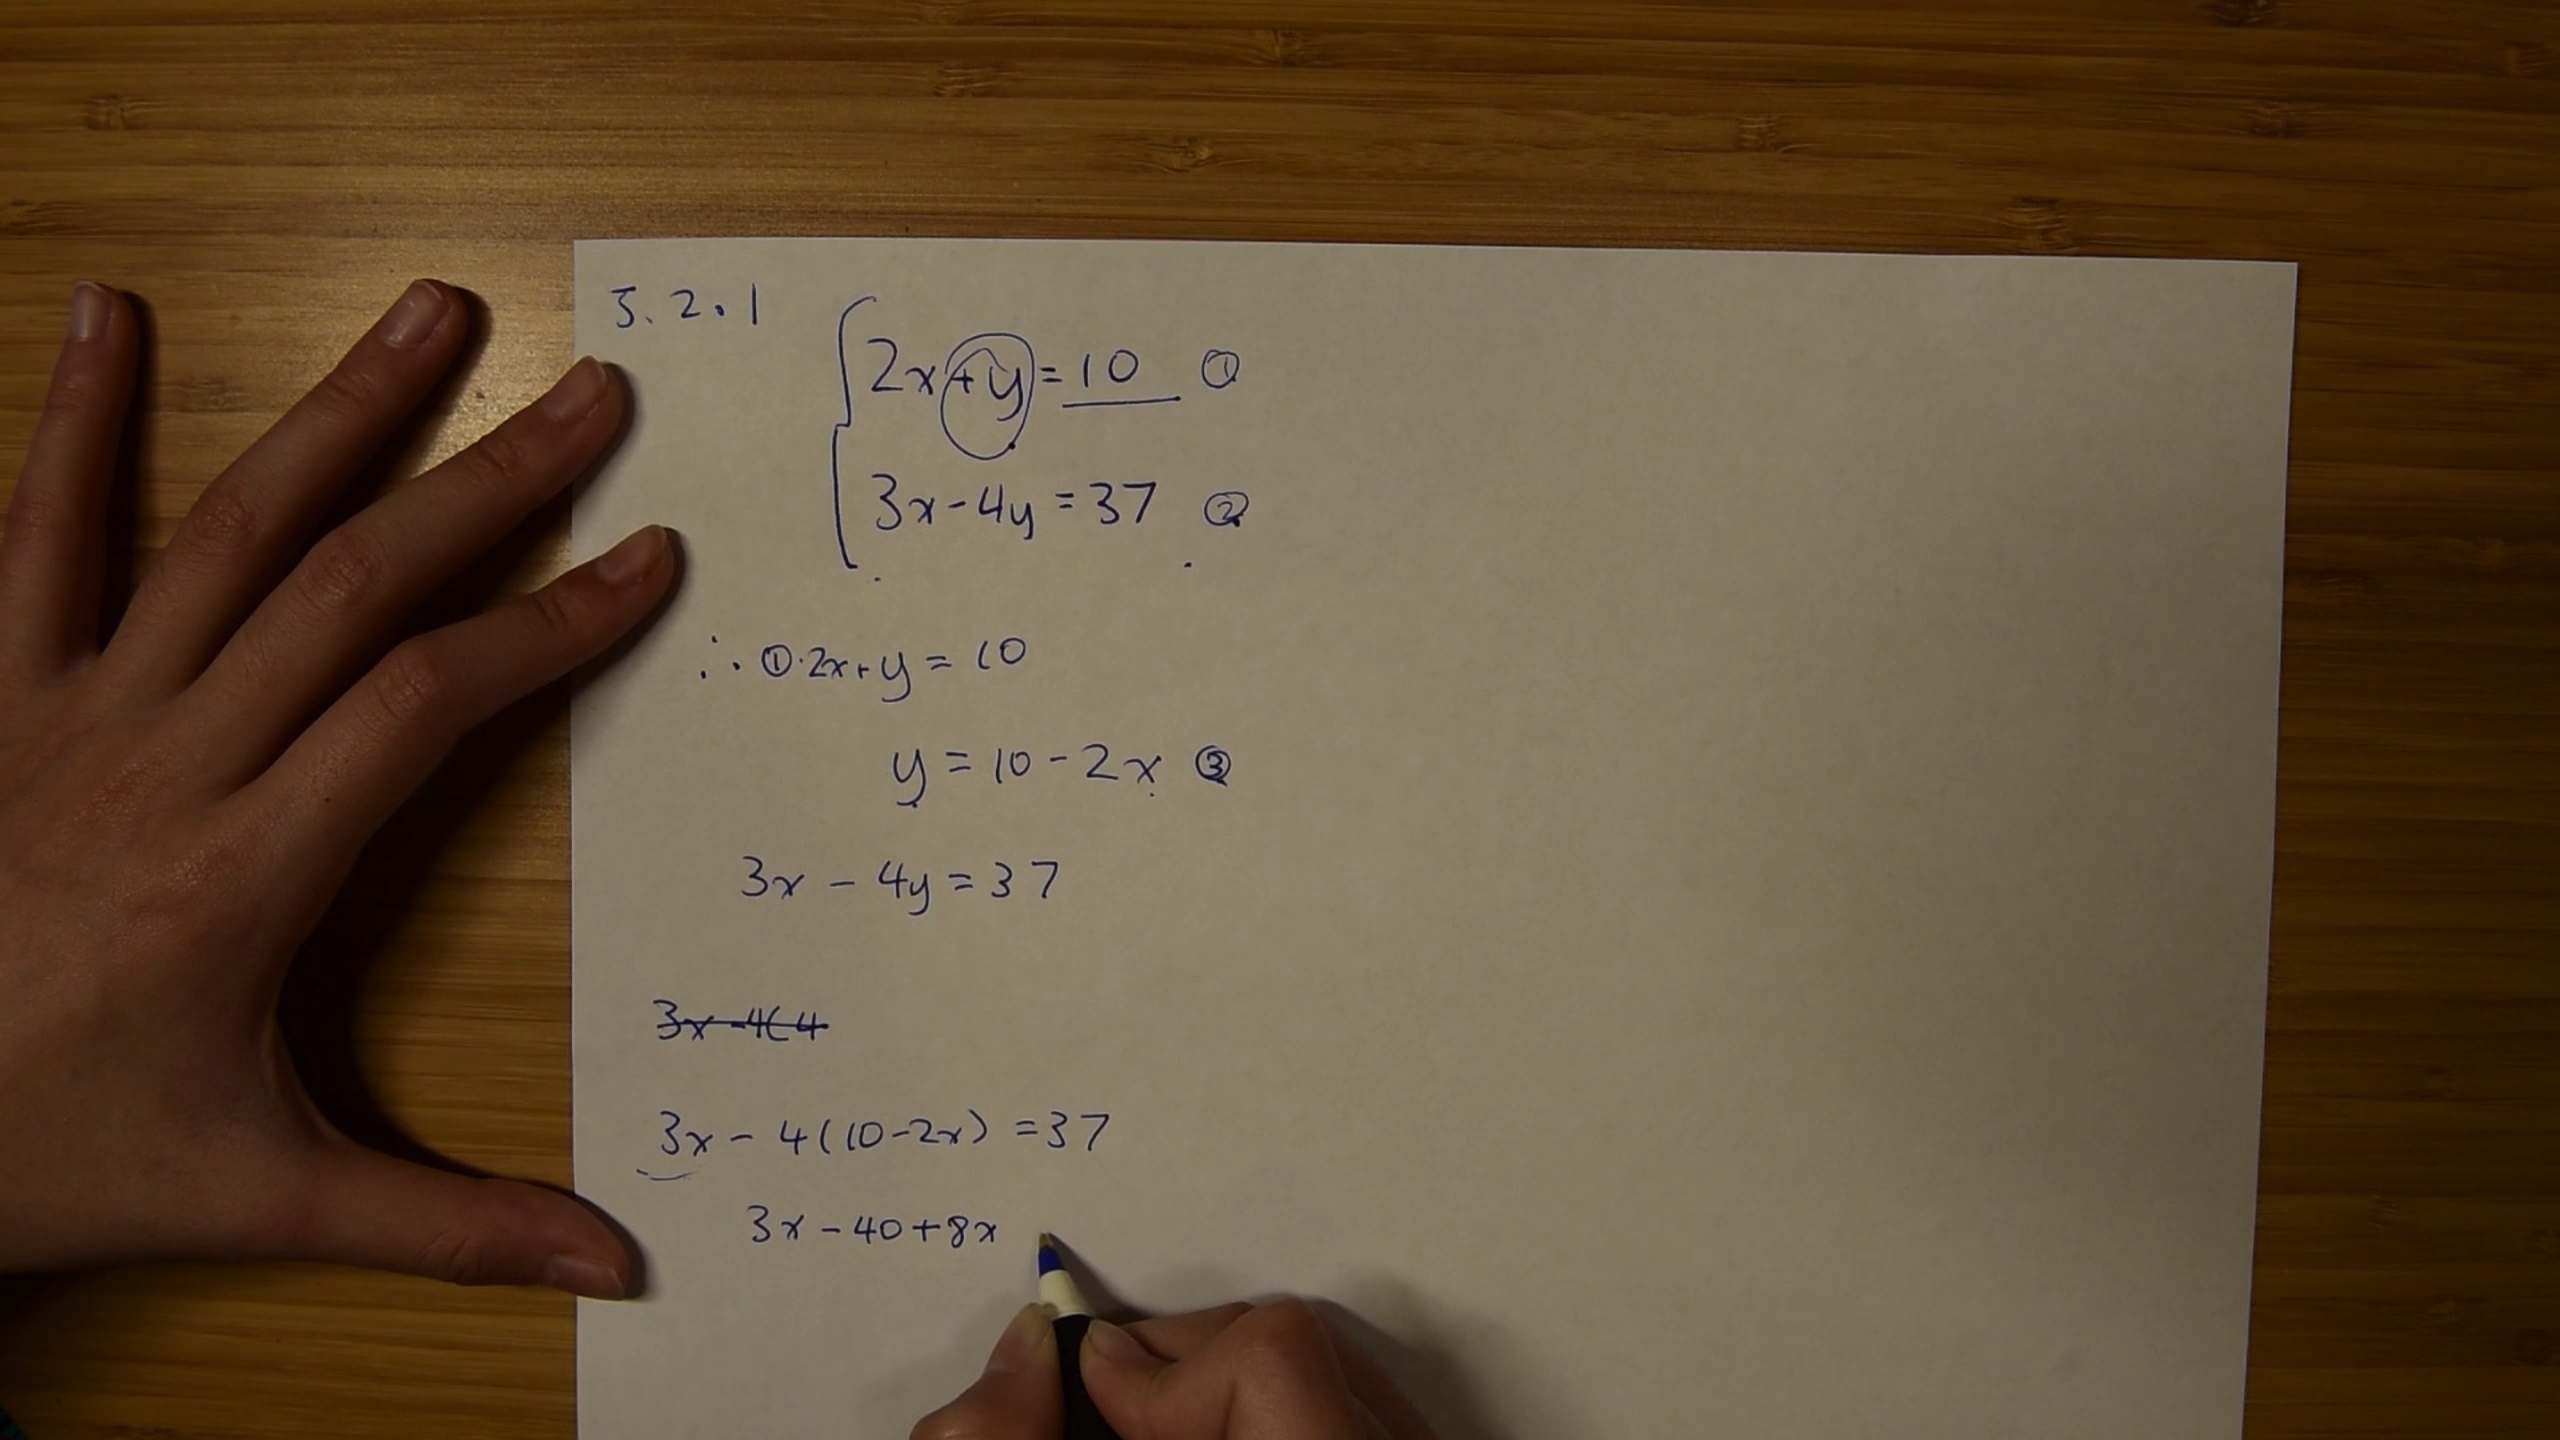 5.2.1
2x+y=10 ①
3x-4y=37 ②
∴ ① 2x+y=10
y=10-2x ③
3x-4y=37
3x-4(4
3x-4(10-2x)=37
3x-40+8x